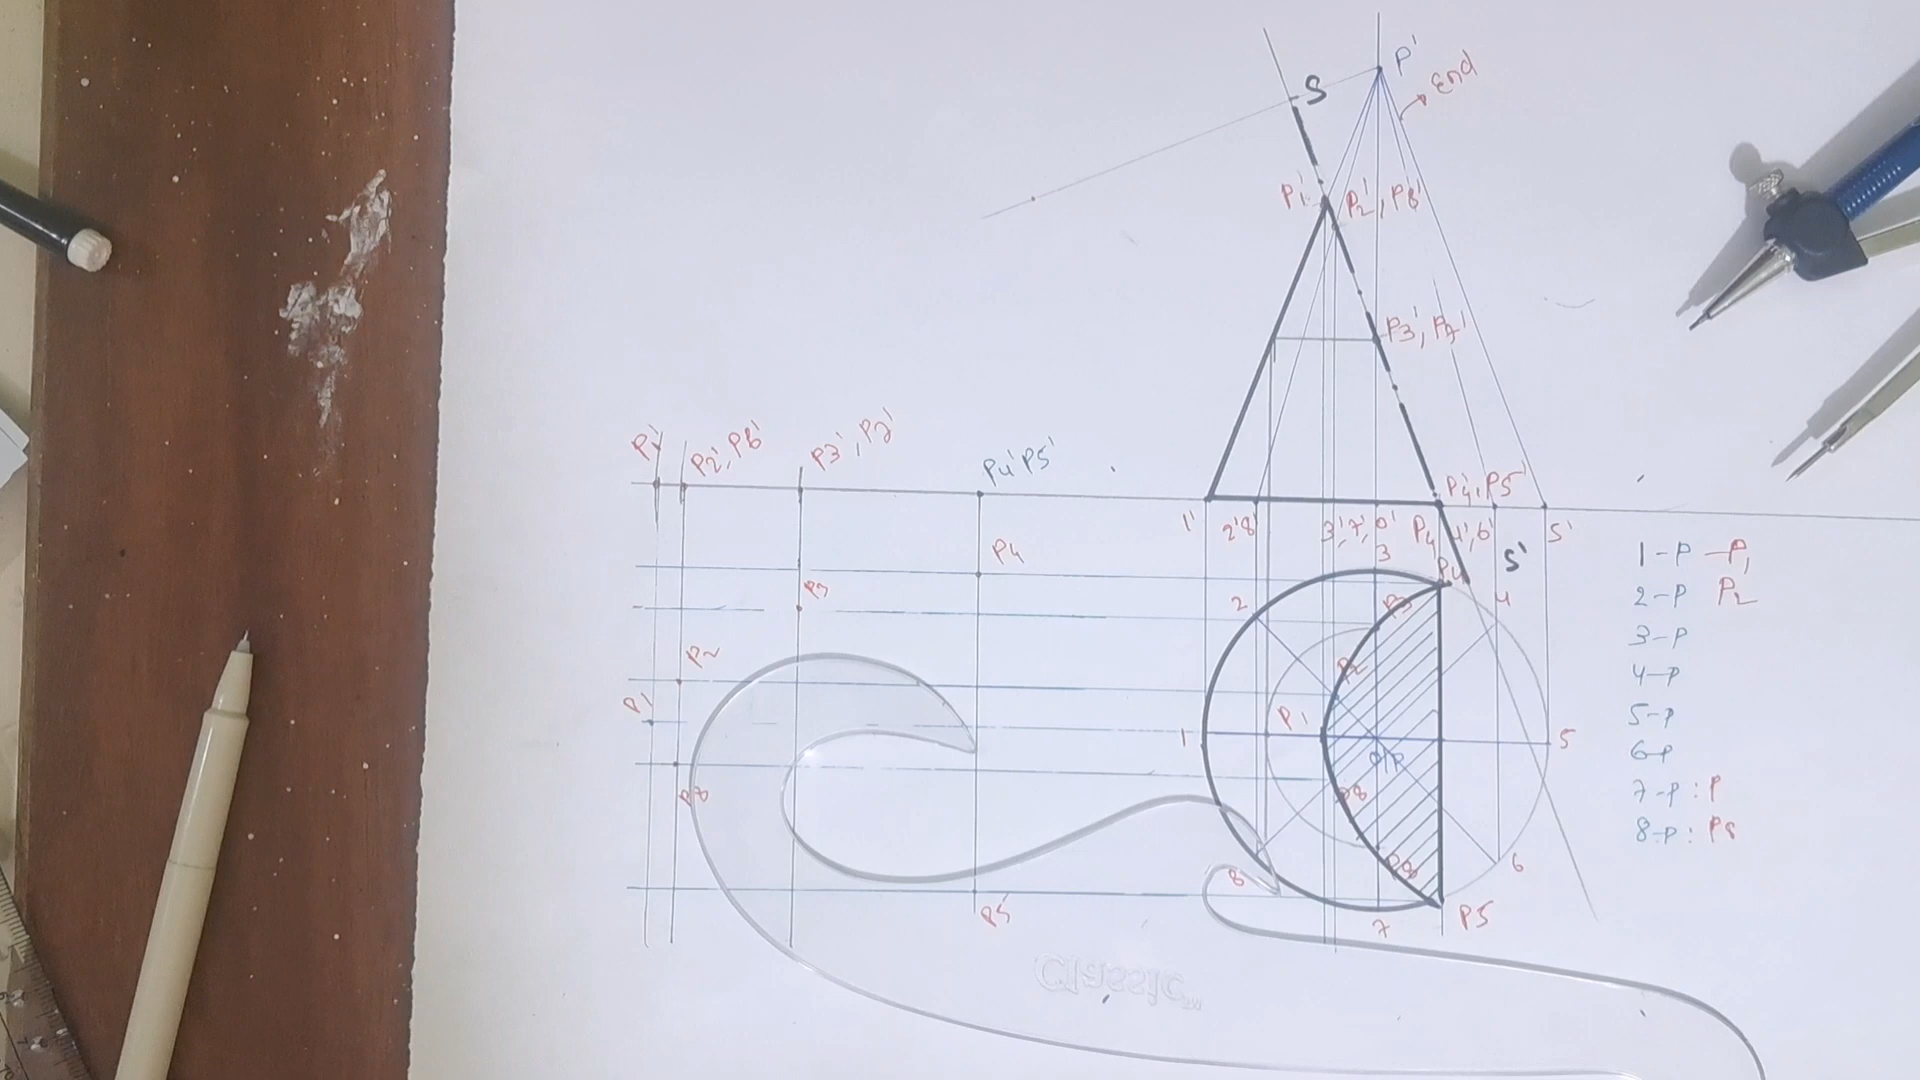 P'
End
S
P1'
P2', P8'
P3', P7'
P1'
P2', P8'
P3', P7'
P4' P5'
P4', P5'
1'
2' 8'
3', 7', 0'
P4
4', 6'
5'
S'
P4
3
P4
P7
2
P3
4
1 - P - P1
2 - P P2
3 - P
4 - P
5 - P
6 - P
7 - P : P
8 - P : P8
P2
P2
P1'
P1
1
5
P8
P8
8
6
P5
7
P5
Classic